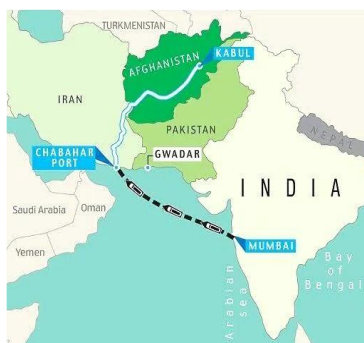 TURKMENISTAN
AFGHANISTAN
KABUL
IRAN
PAKISTAN
CHABAHAR
PORT
GWADAR
NEPAL
INDIA
Saudi Arabia
Oman
Yemen
MUMBAI
Arabian
sea
Bay
of
Bengal